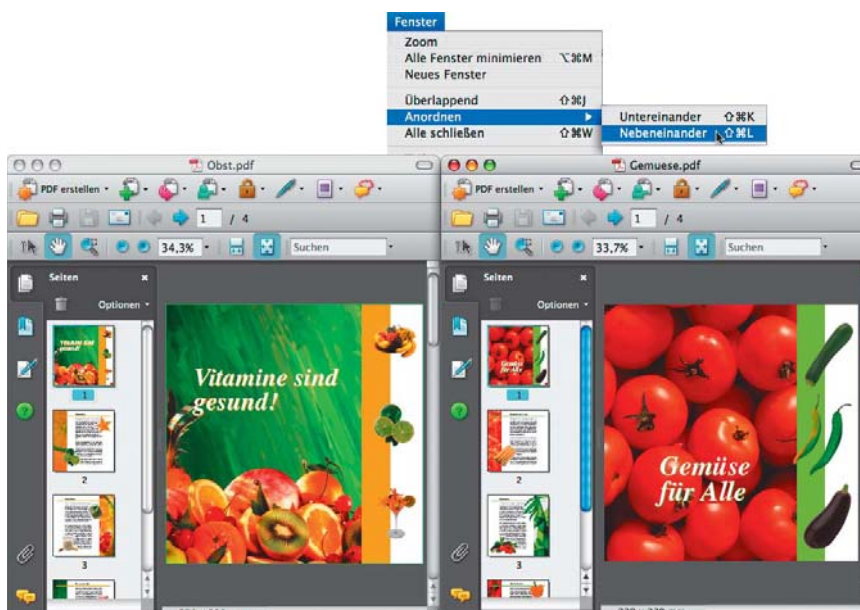 Fenster
Zoom
Alle Fenster minimieren ⌥⌘M
Neues Fenster
Überlappend ⇧⌘J
Anordnen
Alle schließen ⇧⌘W
Untereinander ⇧⌘K
Nebeneinander ⇧⌘L
Obst.pdf
PDF erstellen
1 / 4
34,3%
Suchen
Seiten
Optionen
Vitamine sind
gesund!
1
2
3
Gemuese.pdf
PDF erstellen
1 / 4
33,7%
Suchen
Seiten
Optionen
Gemüse
für Alle
1
2
3